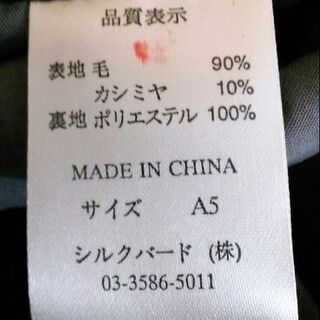 品質表示
表地 毛 90%
カシミヤ 10%
裏地 ポリエステル 100%
MADE IN CHINA
サイズ A5
シルクバード (株)
03-3586-5011